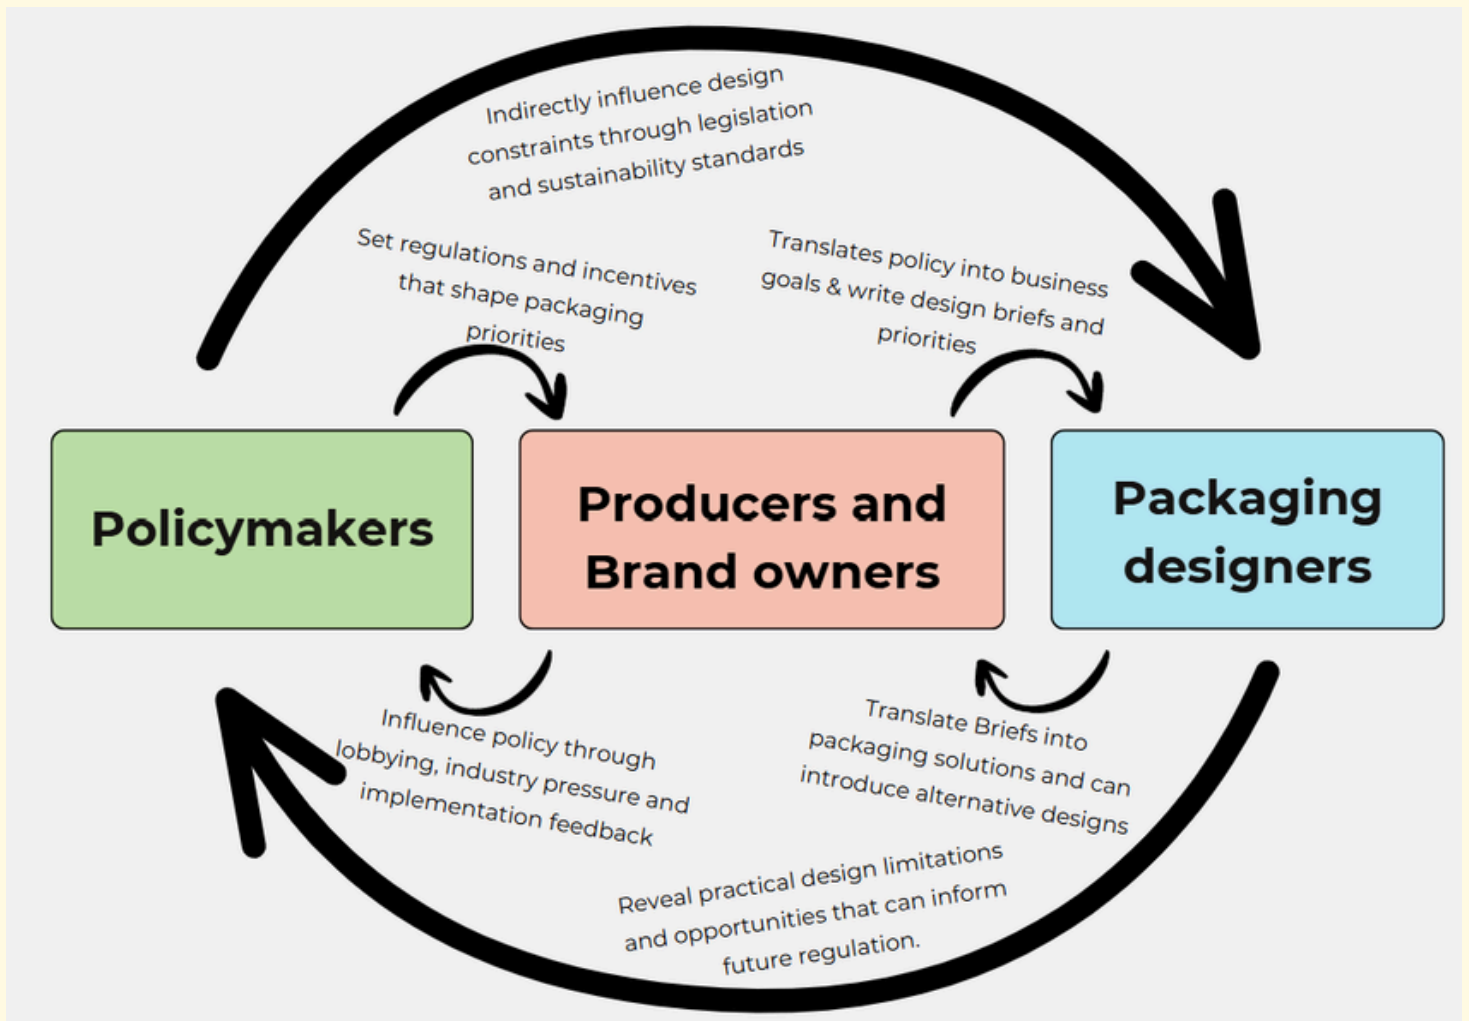 Indirectly influence design
constraints through legislation
and sustainability standards
Set regulations and incentives
that shape packaging
priorities
Translates policy into business
goals & write design briefs and
priorities
Policymakers
Producers and
Brand owners
Packaging
designers
Influence policy through
lobbying, industry pressure and
implementation feedback
Translate Briefs into
packaging solutions and can
introduce alternative designs
Reveal practical design limitations
and opportunities that can inform
future regulation.